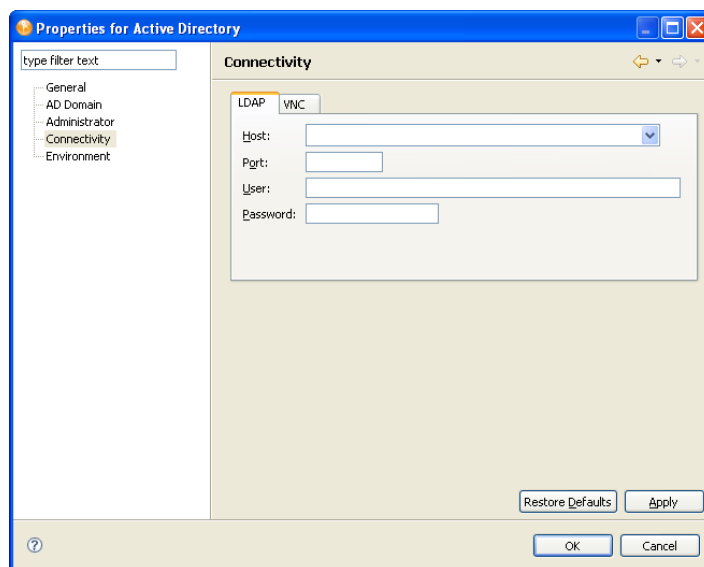 Properties for Active Directory
type filter text
General
AD Domain
Administrator
Connectivity
Environment
Connectivity
LDAP VNC
Host:
Port:
User:
Password:
Restore Defaults Apply
OK Cancel